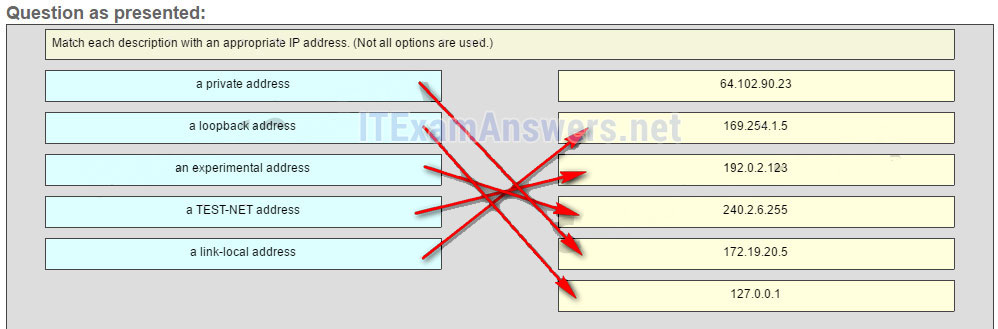 Question as presented:
Match each description with an appropriate IP address. (Not all options are used.)
a private address
64.102.90.23
a loopback address
169.254.1.5
ITExamAnswers.net
an experimental address
192.0.2.123
a TEST-NET address
240.2.6.255
a link-local address
172.19.20.5
127.0.0.1